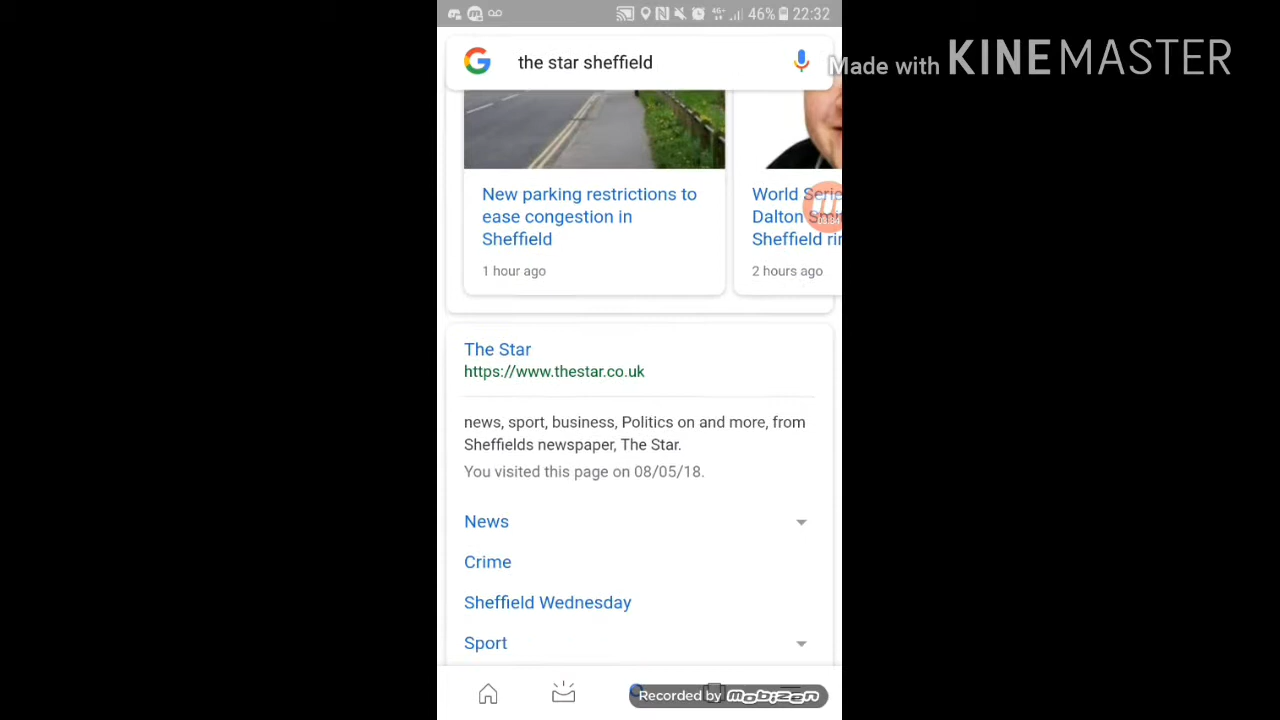 46% 22:32
the star sheffield
Made with KINEMASTER
New parking restrictions to
ease congestion in
Sheffield
1 hour ago
World Serie
Dalton Smi
Sheffield rin
2 hours ago
The Star
https://www.thestar.co.uk
news, sport, business, Politics on and more, from
Sheffields newspaper, The Star.
You visited this page on 08/05/18.
News
Crime
Sheffield Wednesday
Sport
Recorded by mobizen